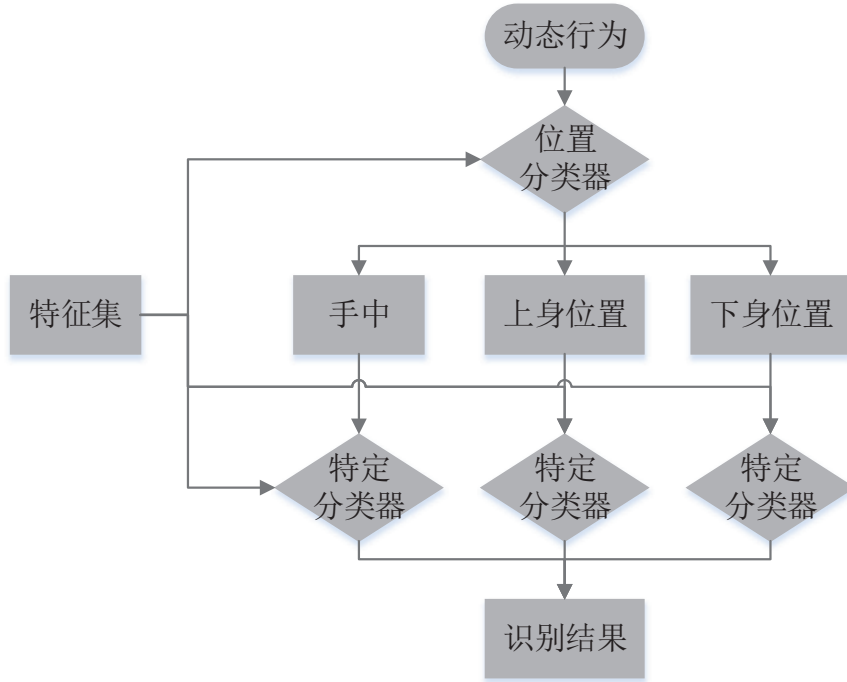 动态行为
位置
分类器
特征集
手中
上身位置
下身位置
特定
分类器
特定
分类器
特定
分类器
识别结果